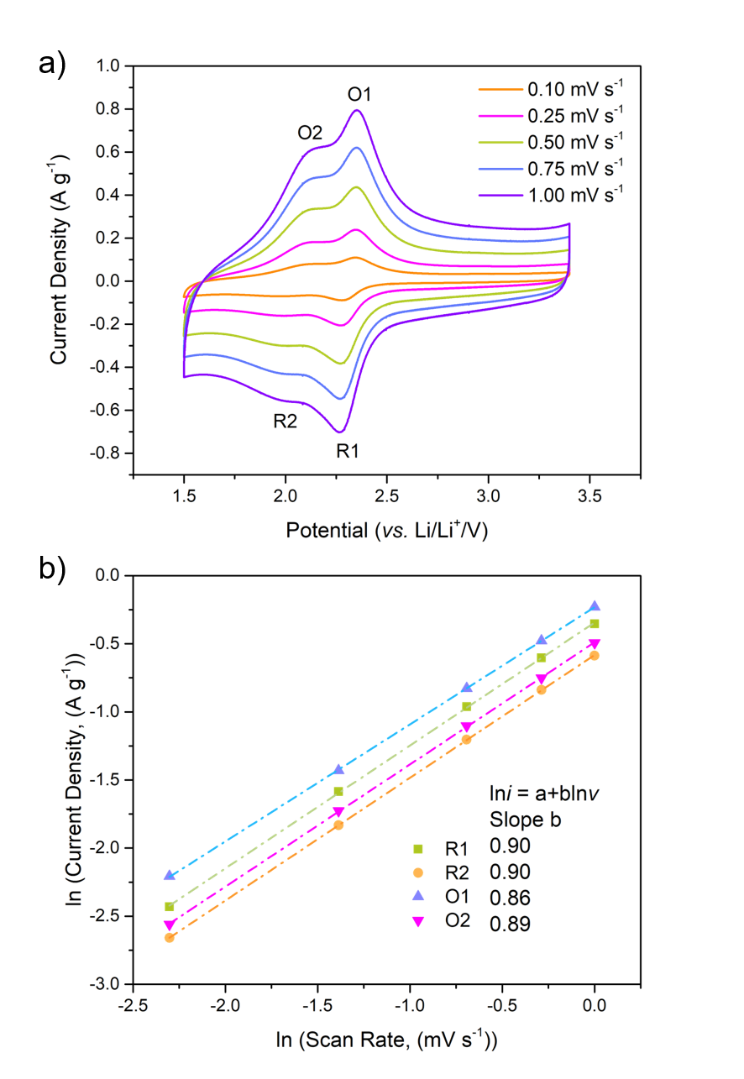 a)
1.0
0.8
0.6
0.4
0.2
0.0
-0.2
-0.4
-0.6
-0.8
Current Density (A g⁻¹)
O1
O2
R2
R1
0.10 mV s⁻¹
0.25 mV s⁻¹
0.50 mV s⁻¹
0.75 mV s⁻¹
1.00 mV s⁻¹
1.5 2.0 2.5 3.0 3.5
Potential (vs. Li/Li⁺/V)
b)
0.0
-0.5
-1.0
-1.5
-2.0
-2.5
-3.0
ln (Current Density, (A g⁻¹))
lni = a+blnv
Slope b
R1 0.90
R2 0.90
O1 0.86
O2 0.89
-2.5 -2.0 -1.5 -1.0 -0.5 0.0
ln (Scan Rate, (mV s⁻¹))